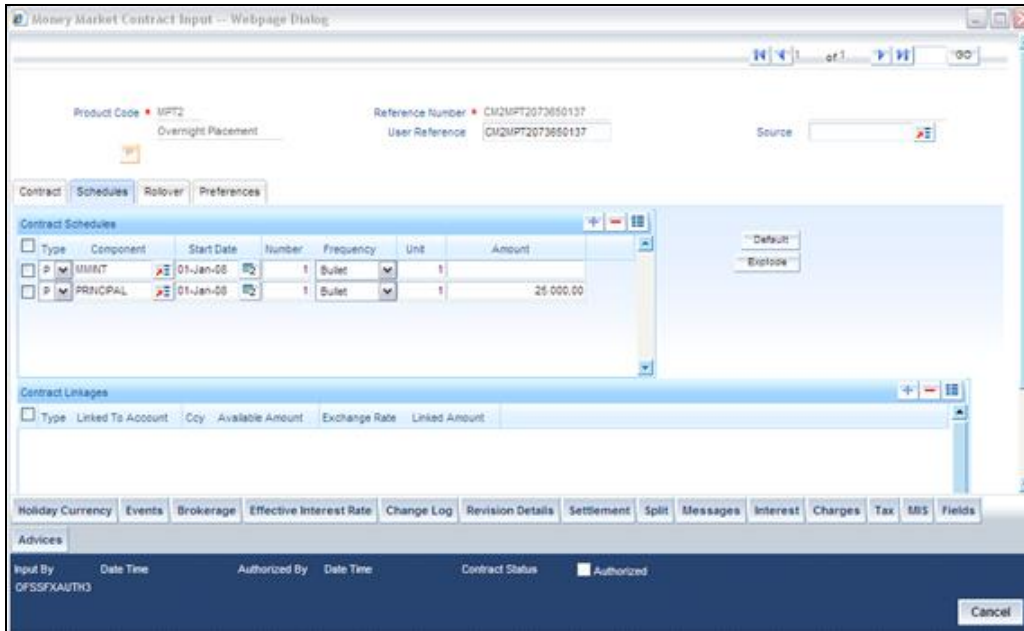 Money Market Contract Input -- Webpage Dialog
1 of 1 GO
Product Code * MPT2 Reference Number * CM2MPT2073650137
Overnight Placement User Reference CM2MPT2073650137 Source
Contract Schedules Rollover Preferences
Contract Schedules
Type Component Start Date Number Frequency Unit Amount
Default
P MMINT 01-Jan-08 1 Bullet 1
Explode
P PRINCIPAL 01-Jan-08 1 Bullet 1 25,000.00
Contract Linkages
Type Linked To Account Ccy Available Amount Exchange Rate Linked Amount
Holiday Currency Events Brokerage Effective Interest Rate Change Log Revision Details Settlement Split Messages Interest Charges Tax MIS Fields
Advices
Input By Date Time Authorized By Date Time Contract Status Authorized
OFSSFXAUTH3
Cancel